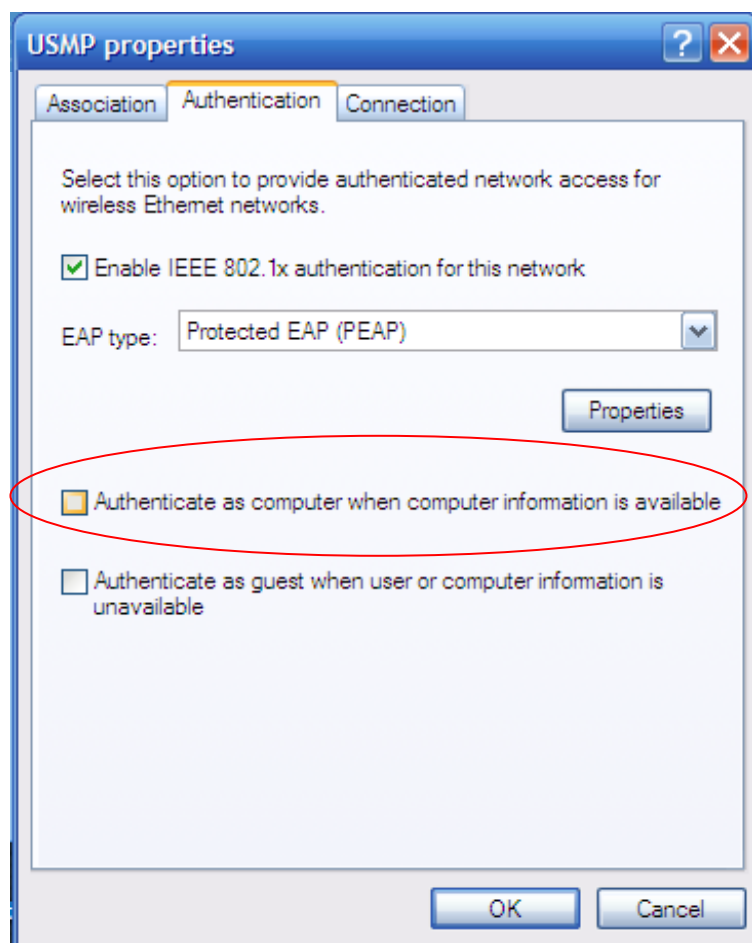 USMP properties
Association Authentication Connection
Select this option to provide authenticated network access for
wireless Ethernet networks.
Enable IEEE 802.1x authentication for this network
EAP type: Protected EAP (PEAP)
Properties
Authenticate as computer when computer information is available
Authenticate as guest when user or computer information is
unavailable
OK Cancel